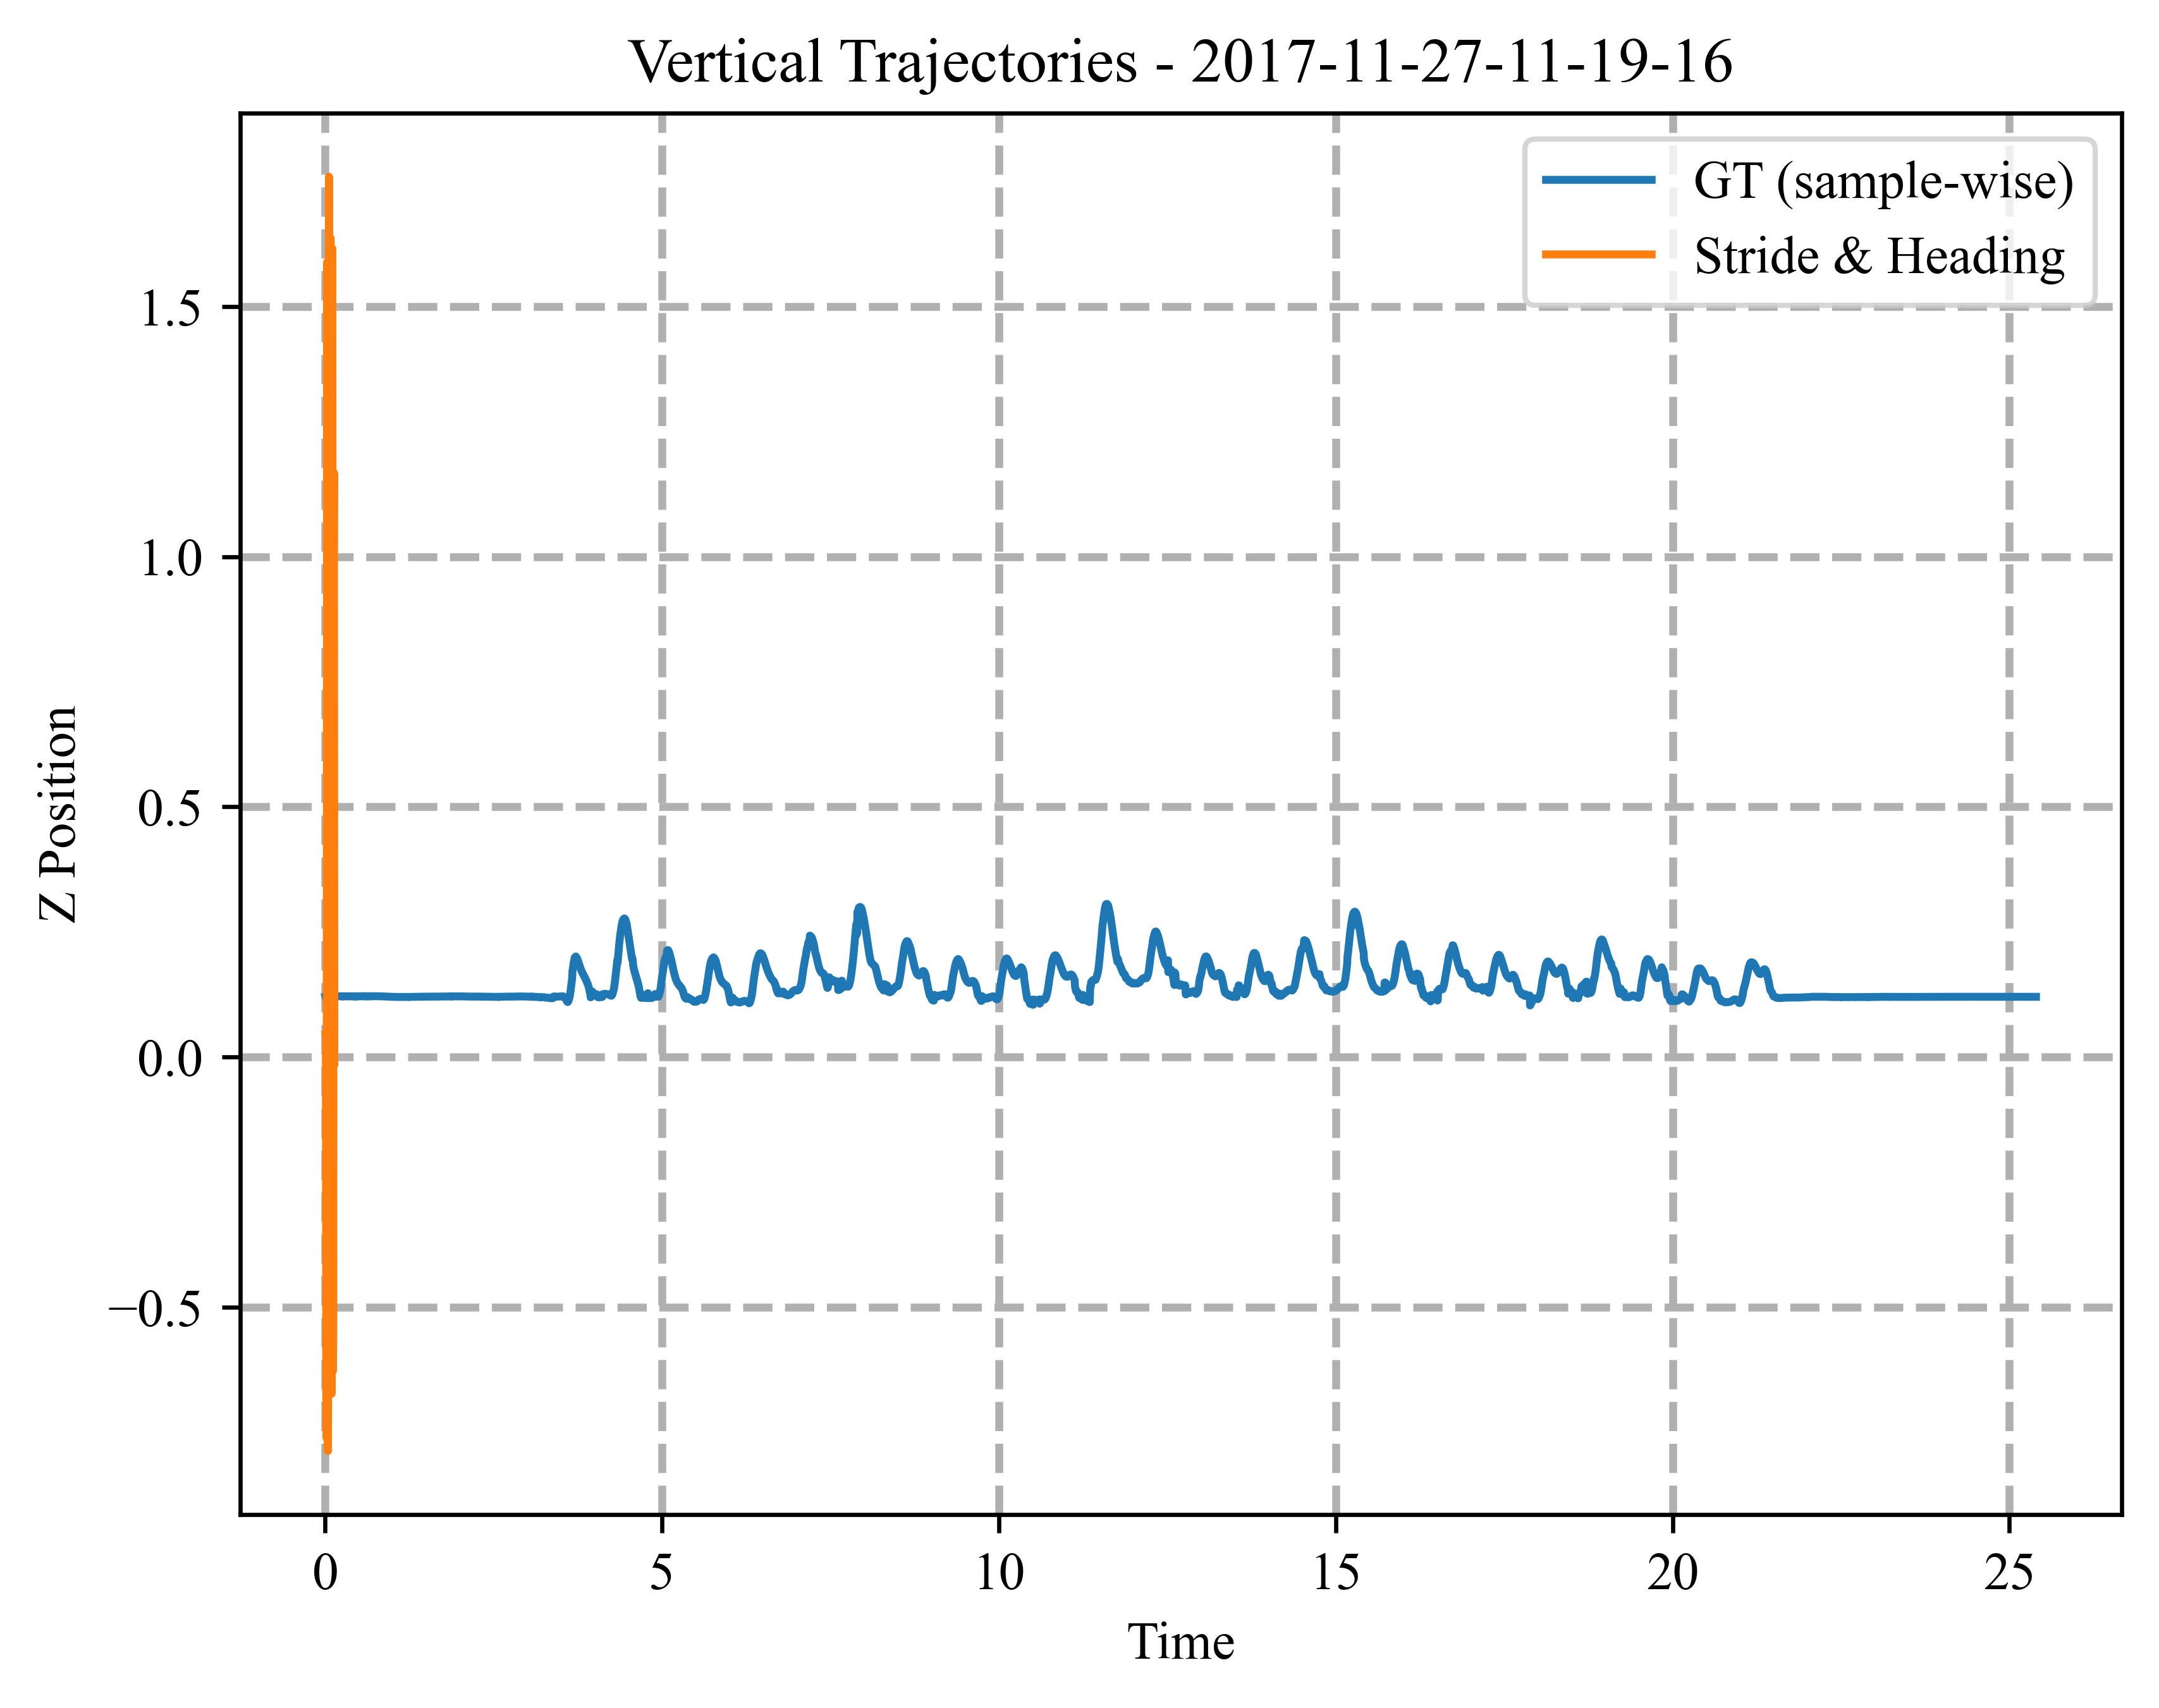 Vertical Trajectories - 2017-11-27-11-19-16
GT (sample-wise)
Stride & Heading
1.5
1.0
0.5
0.0
−0.5
Z Position
0 5 10 15 20 25
Time